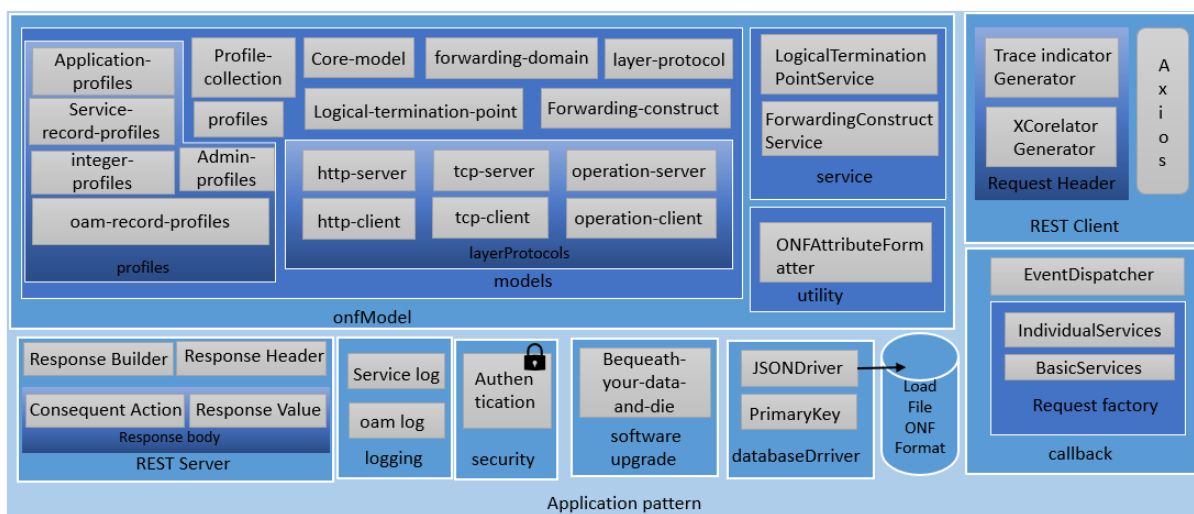 Application-
profiles
Service-
record-profiles
integer-
profiles
Admin-
profiles
oam-record-profiles
profiles
Profile-
collection
profiles
Core-model
forwarding-domain
layer-protocol
Logical-termination-point
Forwarding-construct
http-server
tcp-server
operation-server
http-client
tcp-client
operation-client
layerProtocols
models
LogicalTermination
PointService
ForwardingConstruct
Service
service
ONFAttributeForm
atter
utility
onfModel
Trace indicator
Generator
XCorelator
Generator
Request Header
A
x
i
o
s
REST Client
EventDispatcher
IndividualServices
BasicServices
Request factory
callback
Response Builder
Response Header
Consequent Action
Response Value
Response body
REST Server
Service log
oam log
logging
Authen
tication
security
Bequeath-
your-data-
and-die
software
upgrade
JSONDriver
PrimaryKey
databaseDrriver
Load
File
ONF
Format
Application pattern